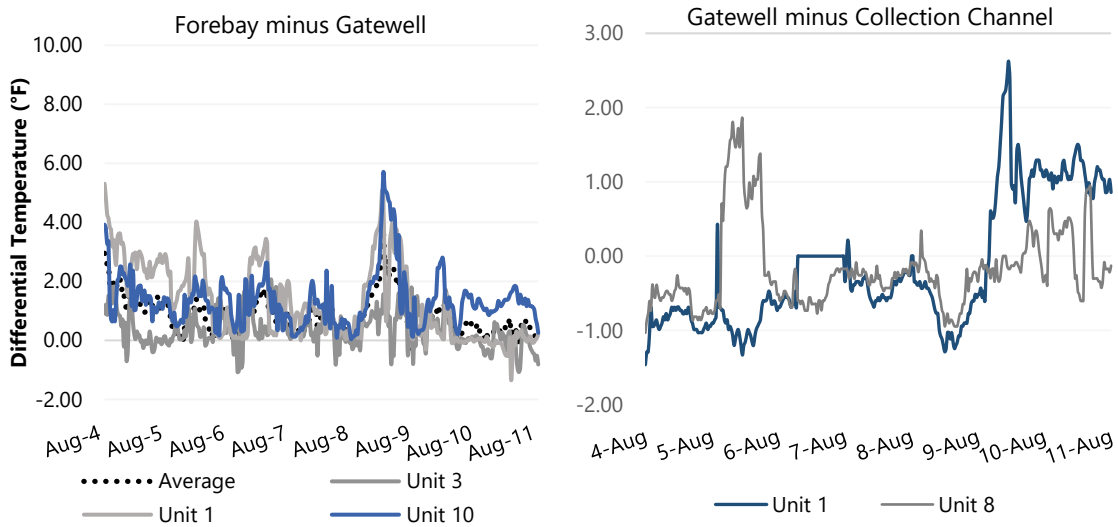 Forebay minus Gatewell
Differential Temperature (°F)
10.00
8.00
6.00
4.00
2.00
0.00
-2.00
Aug-4
Aug-5
Aug-6
Aug-7
Aug-8
Aug-9
Aug-10
Aug-11
Average
Unit 3
Unit 1
Unit 10
Gatewell minus Collection Channel
3.00
2.00
1.00
0.00
-1.00
-2.00
4-Aug
5-Aug
6-Aug
7-Aug
8-Aug
9-Aug
10-Aug
11-Aug
Unit 1
Unit 8